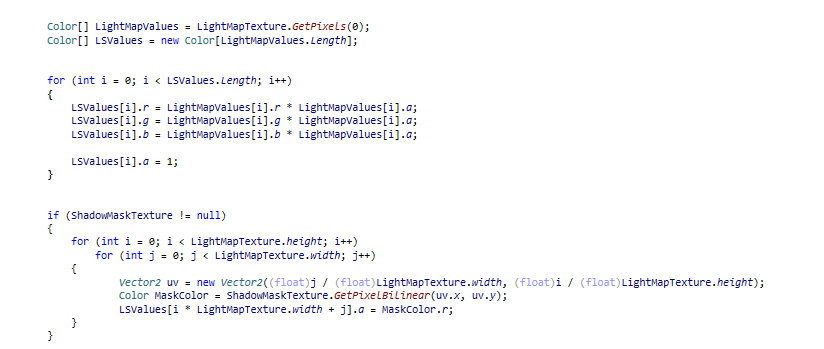 Color[] LightMapValues = LightMapTexture.GetPixels(0);
Color[] LSValues = new Color[LightMapValues.Length];
for (int i = 0; i < LSValues.Length; i++)
{
LSValues[i].r = LightMapValues[i].r * LightMapValues[i].a;
LSValues[i].g = LightMapValues[i].g * LightMapValues[i].a;
LSValues[i].b = LightMapValues[i].b * LightMapValues[i].a;
LSValues[i].a = 1;
}
if (ShadowMaskTexture != null)
{
for (int i = 0; i < LightMapTexture.height; i++)
for (int j = 0; j < LightMapTexture.width; j++)
{
Vector2 uv = new Vector2((float)j / (float)LightMapTexture.width, (float)i / (float)LightMapTexture.height);
Color MaskColor = ShadowMaskTexture.GetPixelBilinear(uv.x, uv.y);
LSValues[i * LightMapTexture.width + j].a = MaskColor.r;
}
}